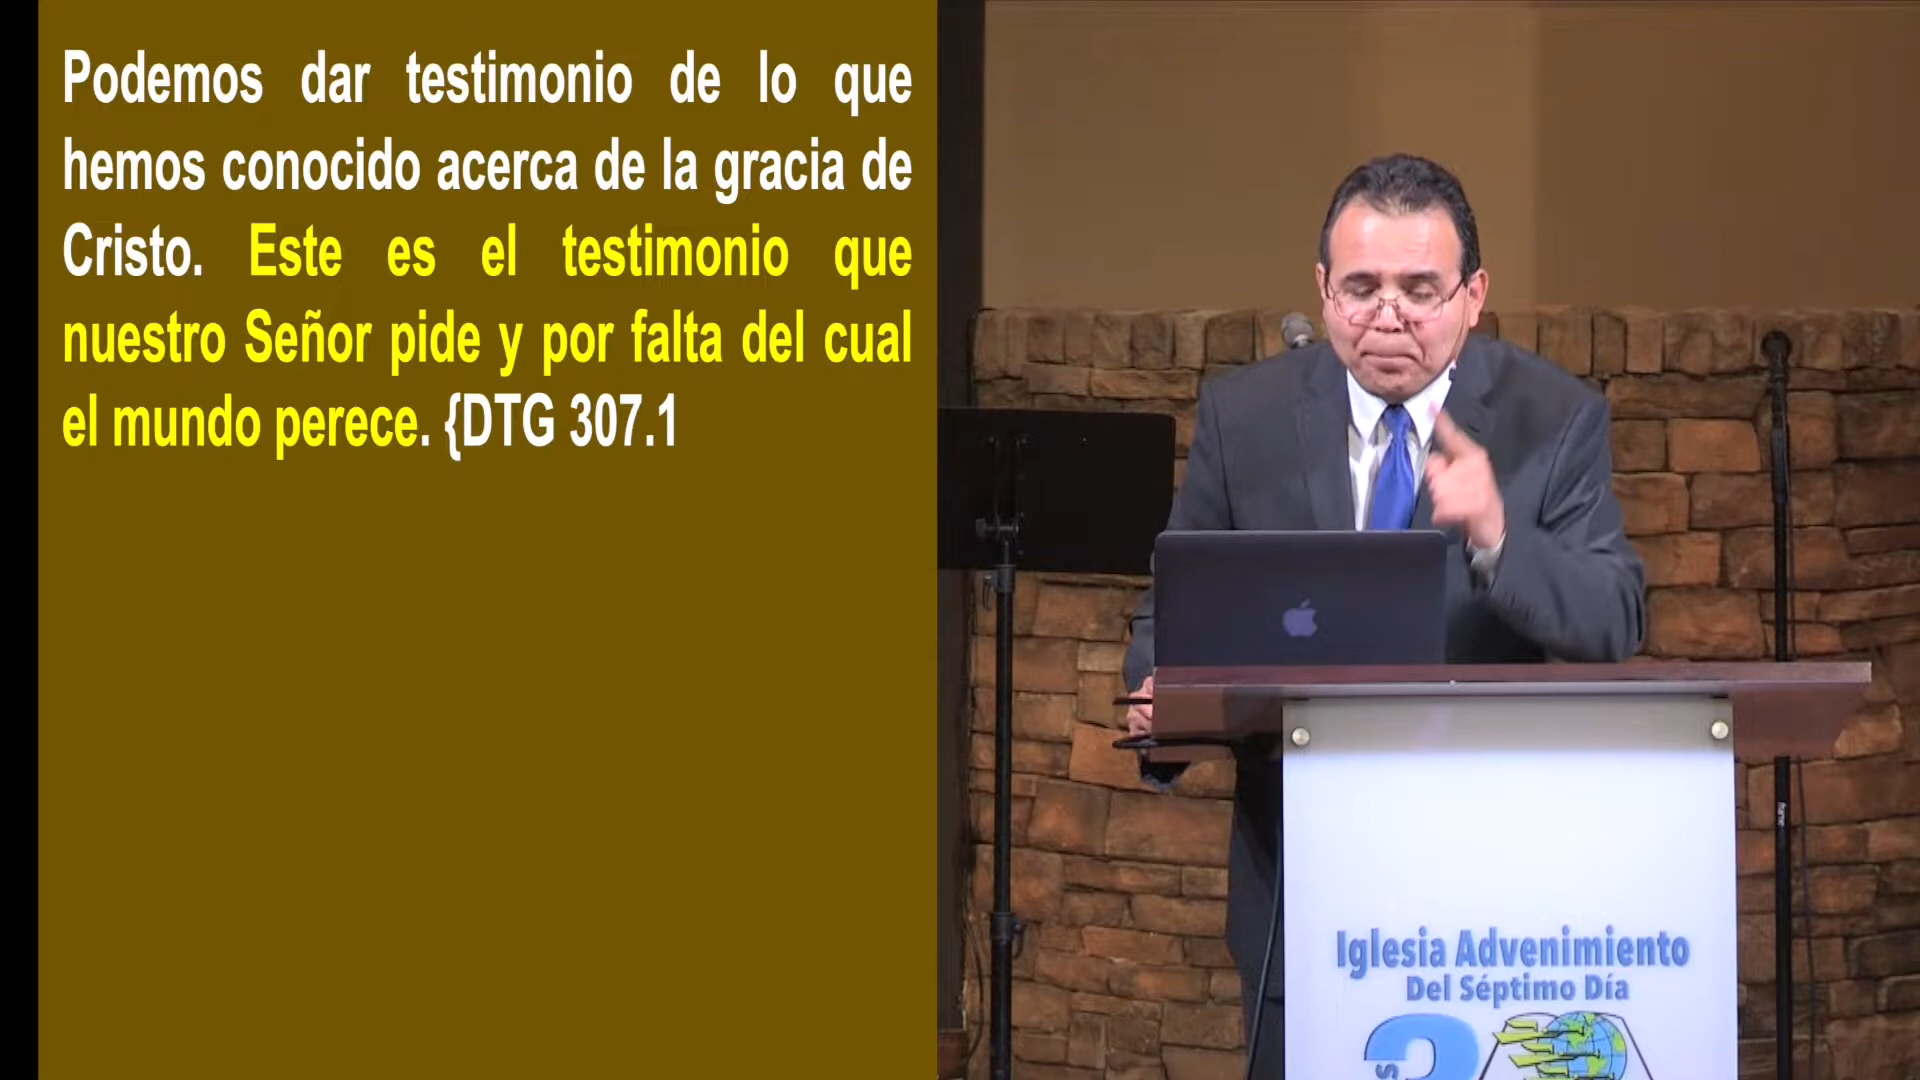 Podemos dar testimonio de lo que
hemos conocido acerca de la gracia de
Cristo. Este es el testimonio que
nuestro Señor pide y por falta del cual
el mundo perece. {DTG 307.1
Iglesia Advenimiento
Del Séptimo Día
3